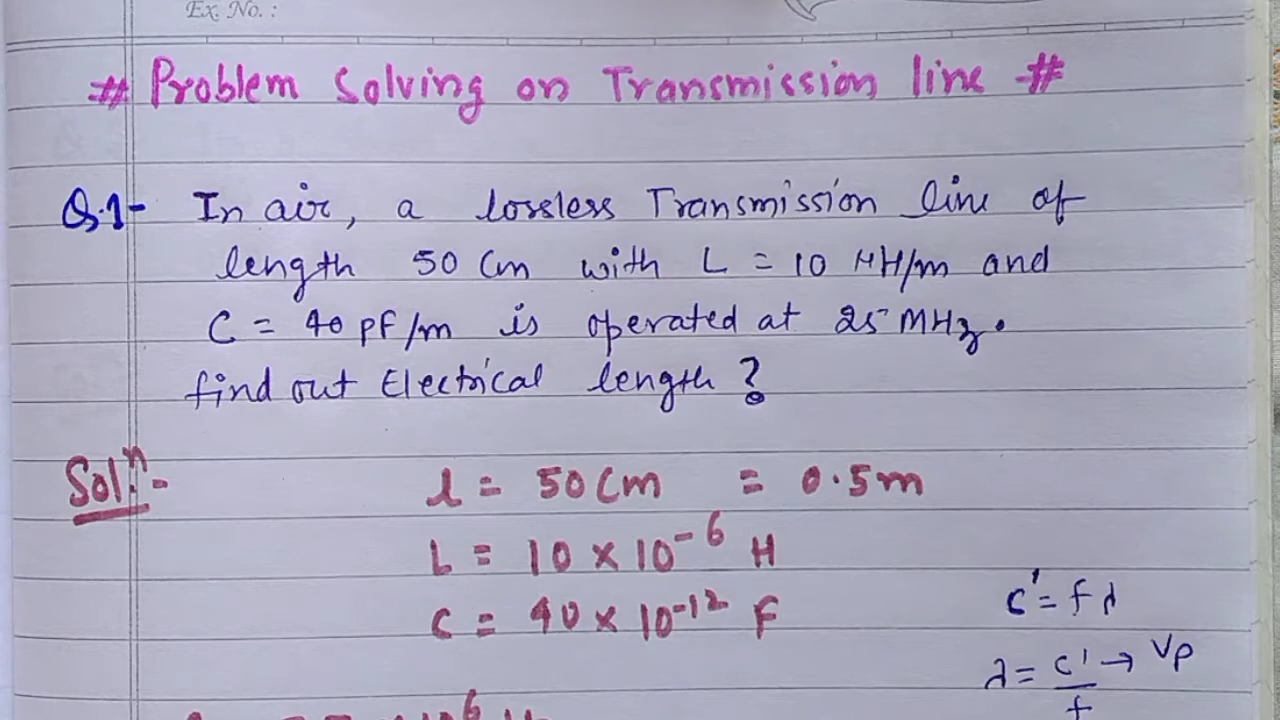 Ex. No. :
# Problem Solving on Transmission line #
Q.1- In air, a lossless Transmission line of
length 50 Cm with L = 10 μH/m and
C = 40 pF/m is operated at 25 MHz.
find out Electrical length ?
Solⁿ:- l = 50 Cm = 0.5m
L = 10 × 10⁻⁶ H
C = 40 × 10⁻¹² F
c' = f λ
λ = c'/f → Vp